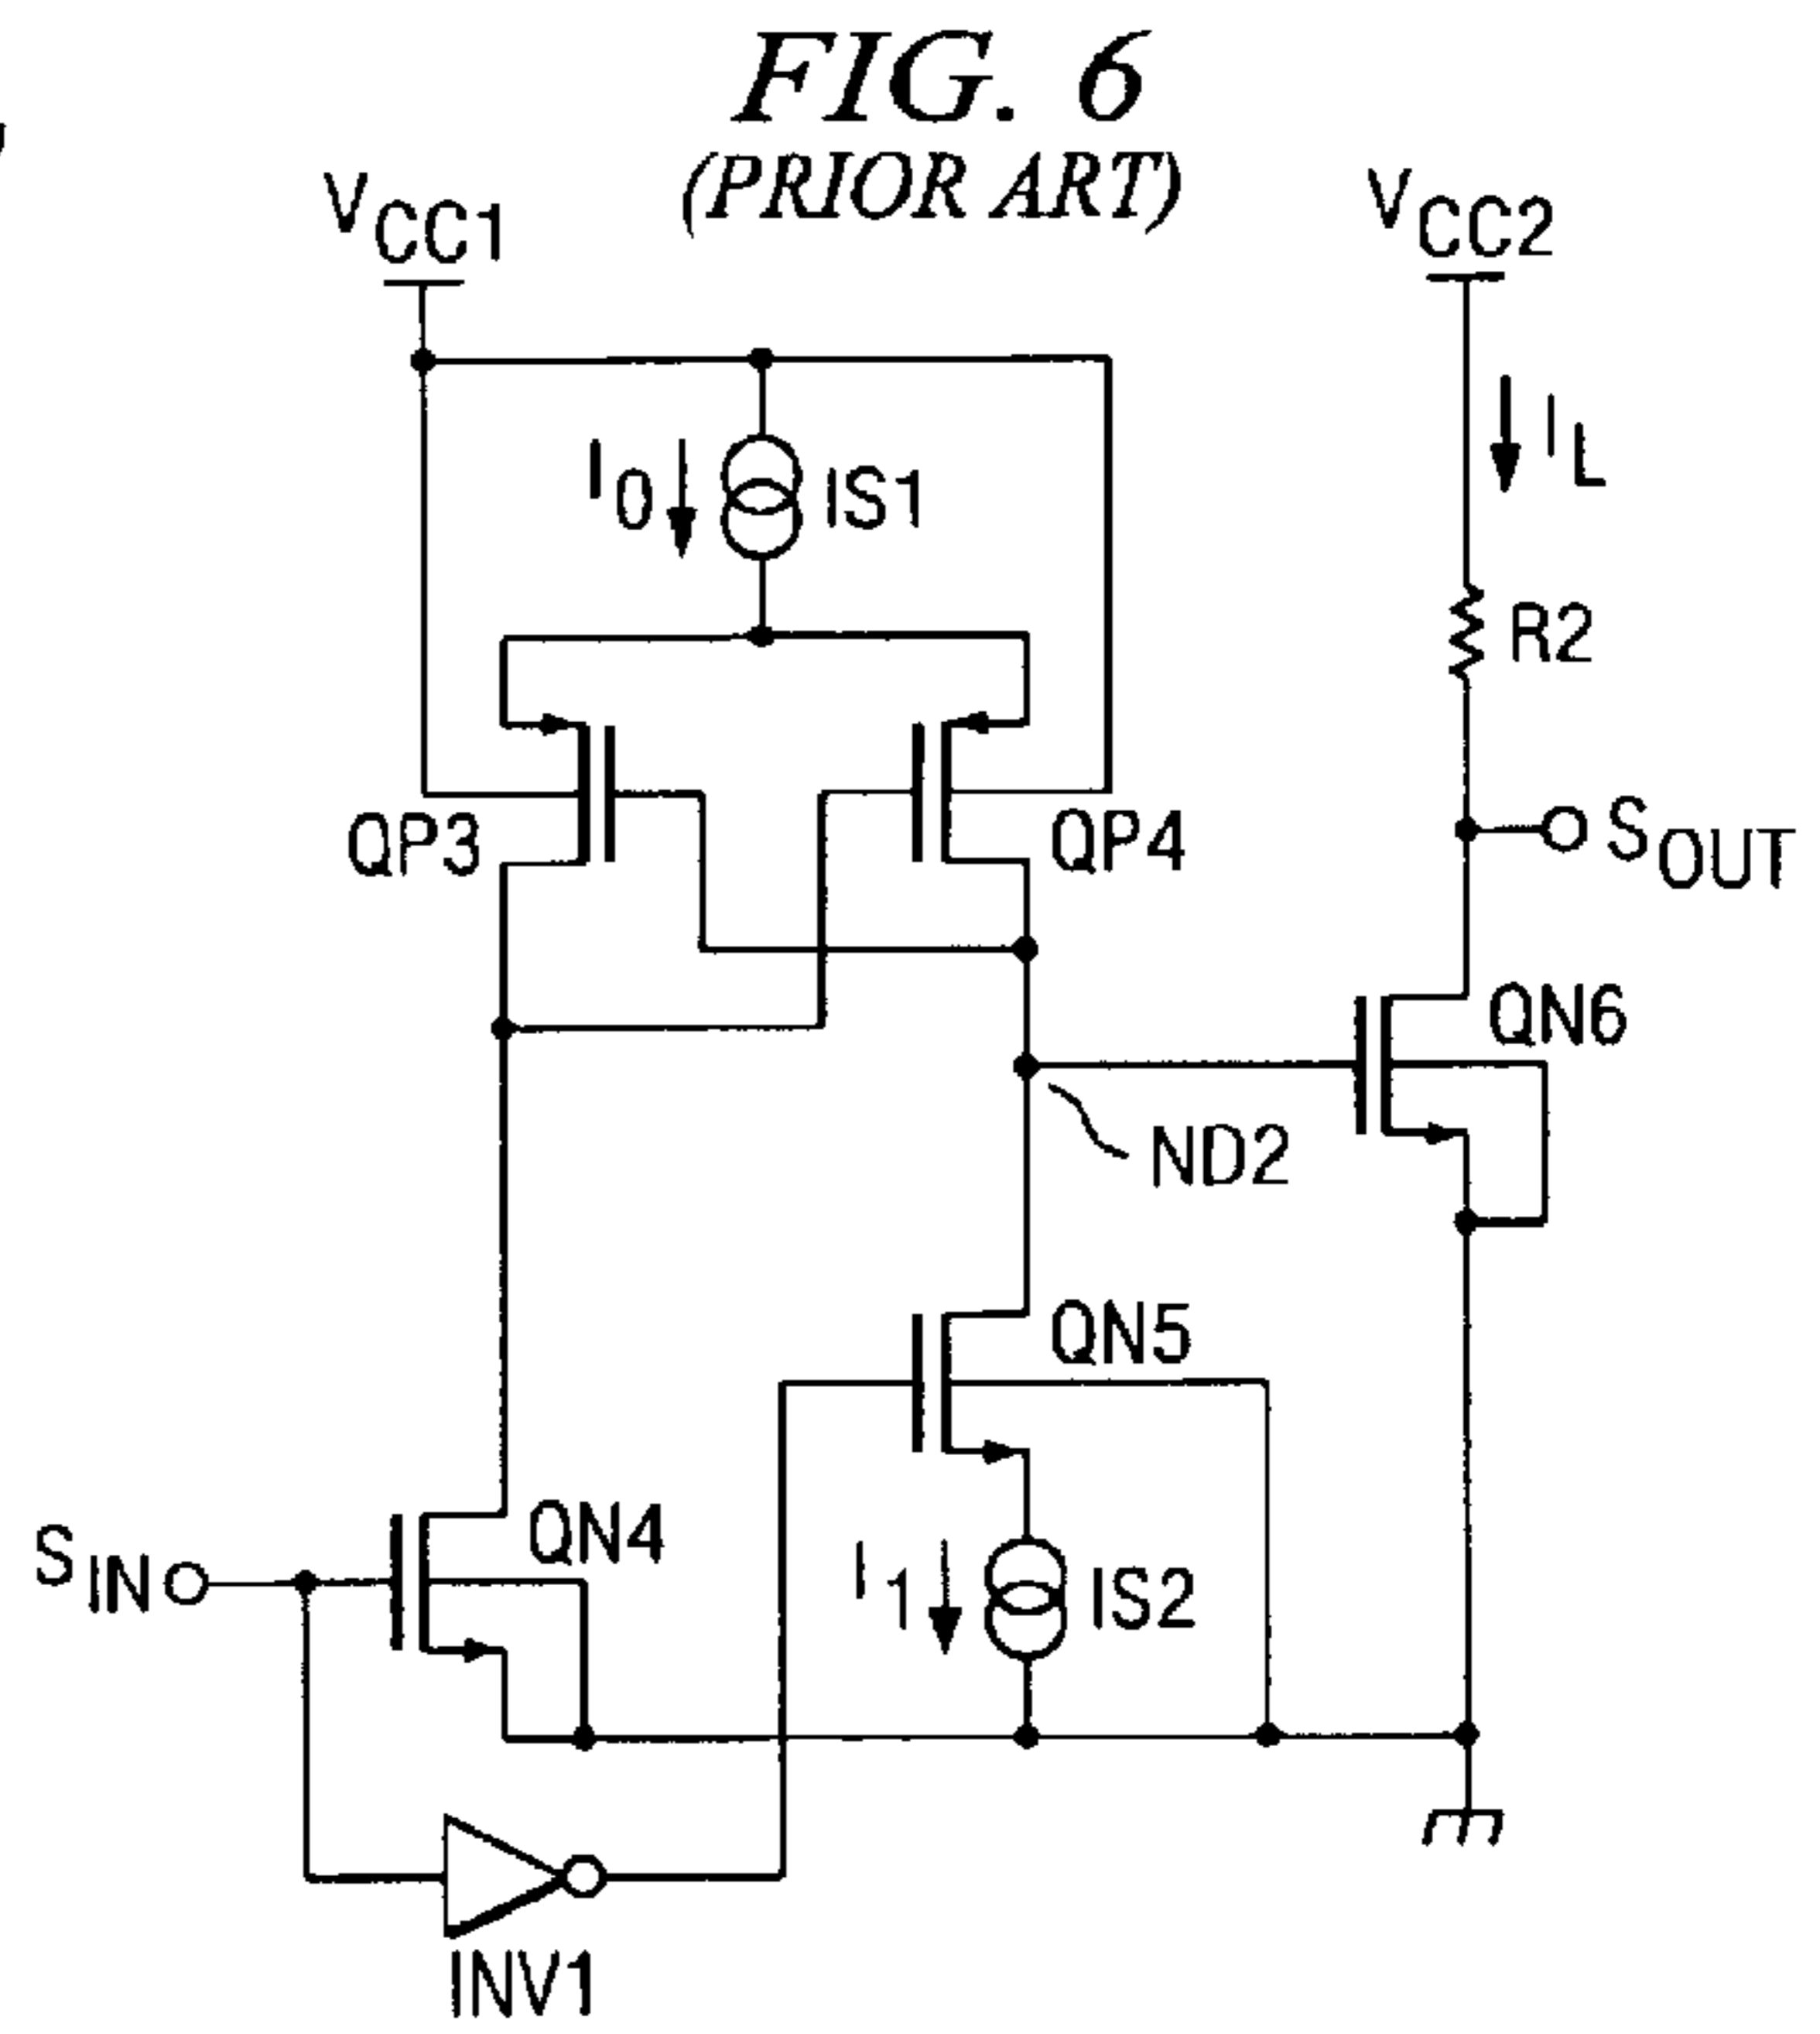 FIG. 6
(PRIOR ART)
VCC1
VCC2
I0
IS1
IL
R2
QP3
QP4
SOUT
QN6
ND2
QN5
SIN
QN4
I1
IS2
INV1